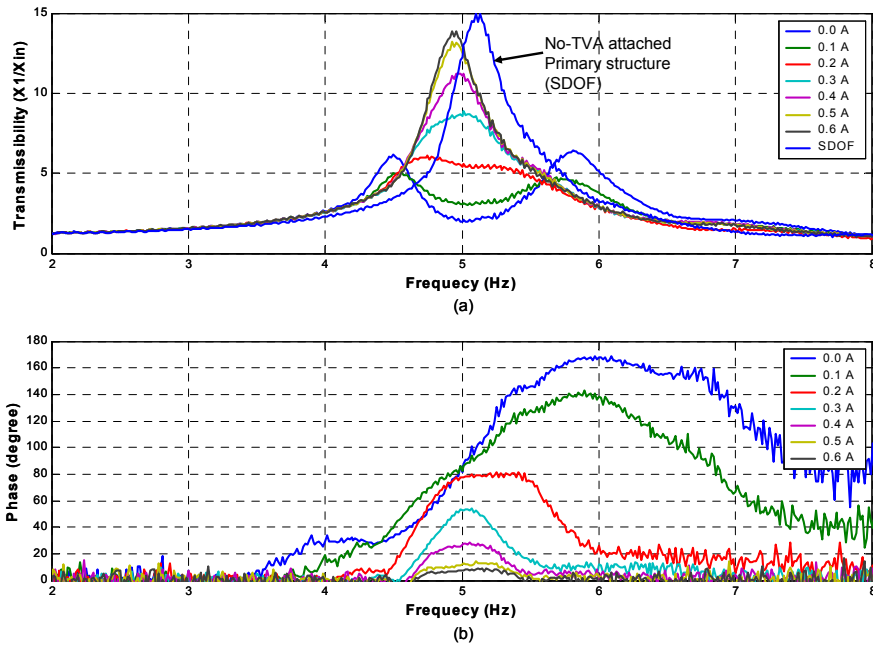 15
10
5
0
Transmissibility (X1/Xin)
No-TVA attached
Primary structure
(SDOF)
0.0 A
0.1 A
0.2 A
0.3 A
0.4 A
0.5 A
0.6 A
SDOF
2 3 4 5 6 7 8
Frequecy (Hz)
(a)
180
160
140
120
100
80
60
40
20
0
Phase (degree)
0.0 A
0.1 A
0.2 A
0.3 A
0.4 A
0.5 A
0.6 A
2 3 4 5 6 7 8
Frequecy (Hz)
(b)